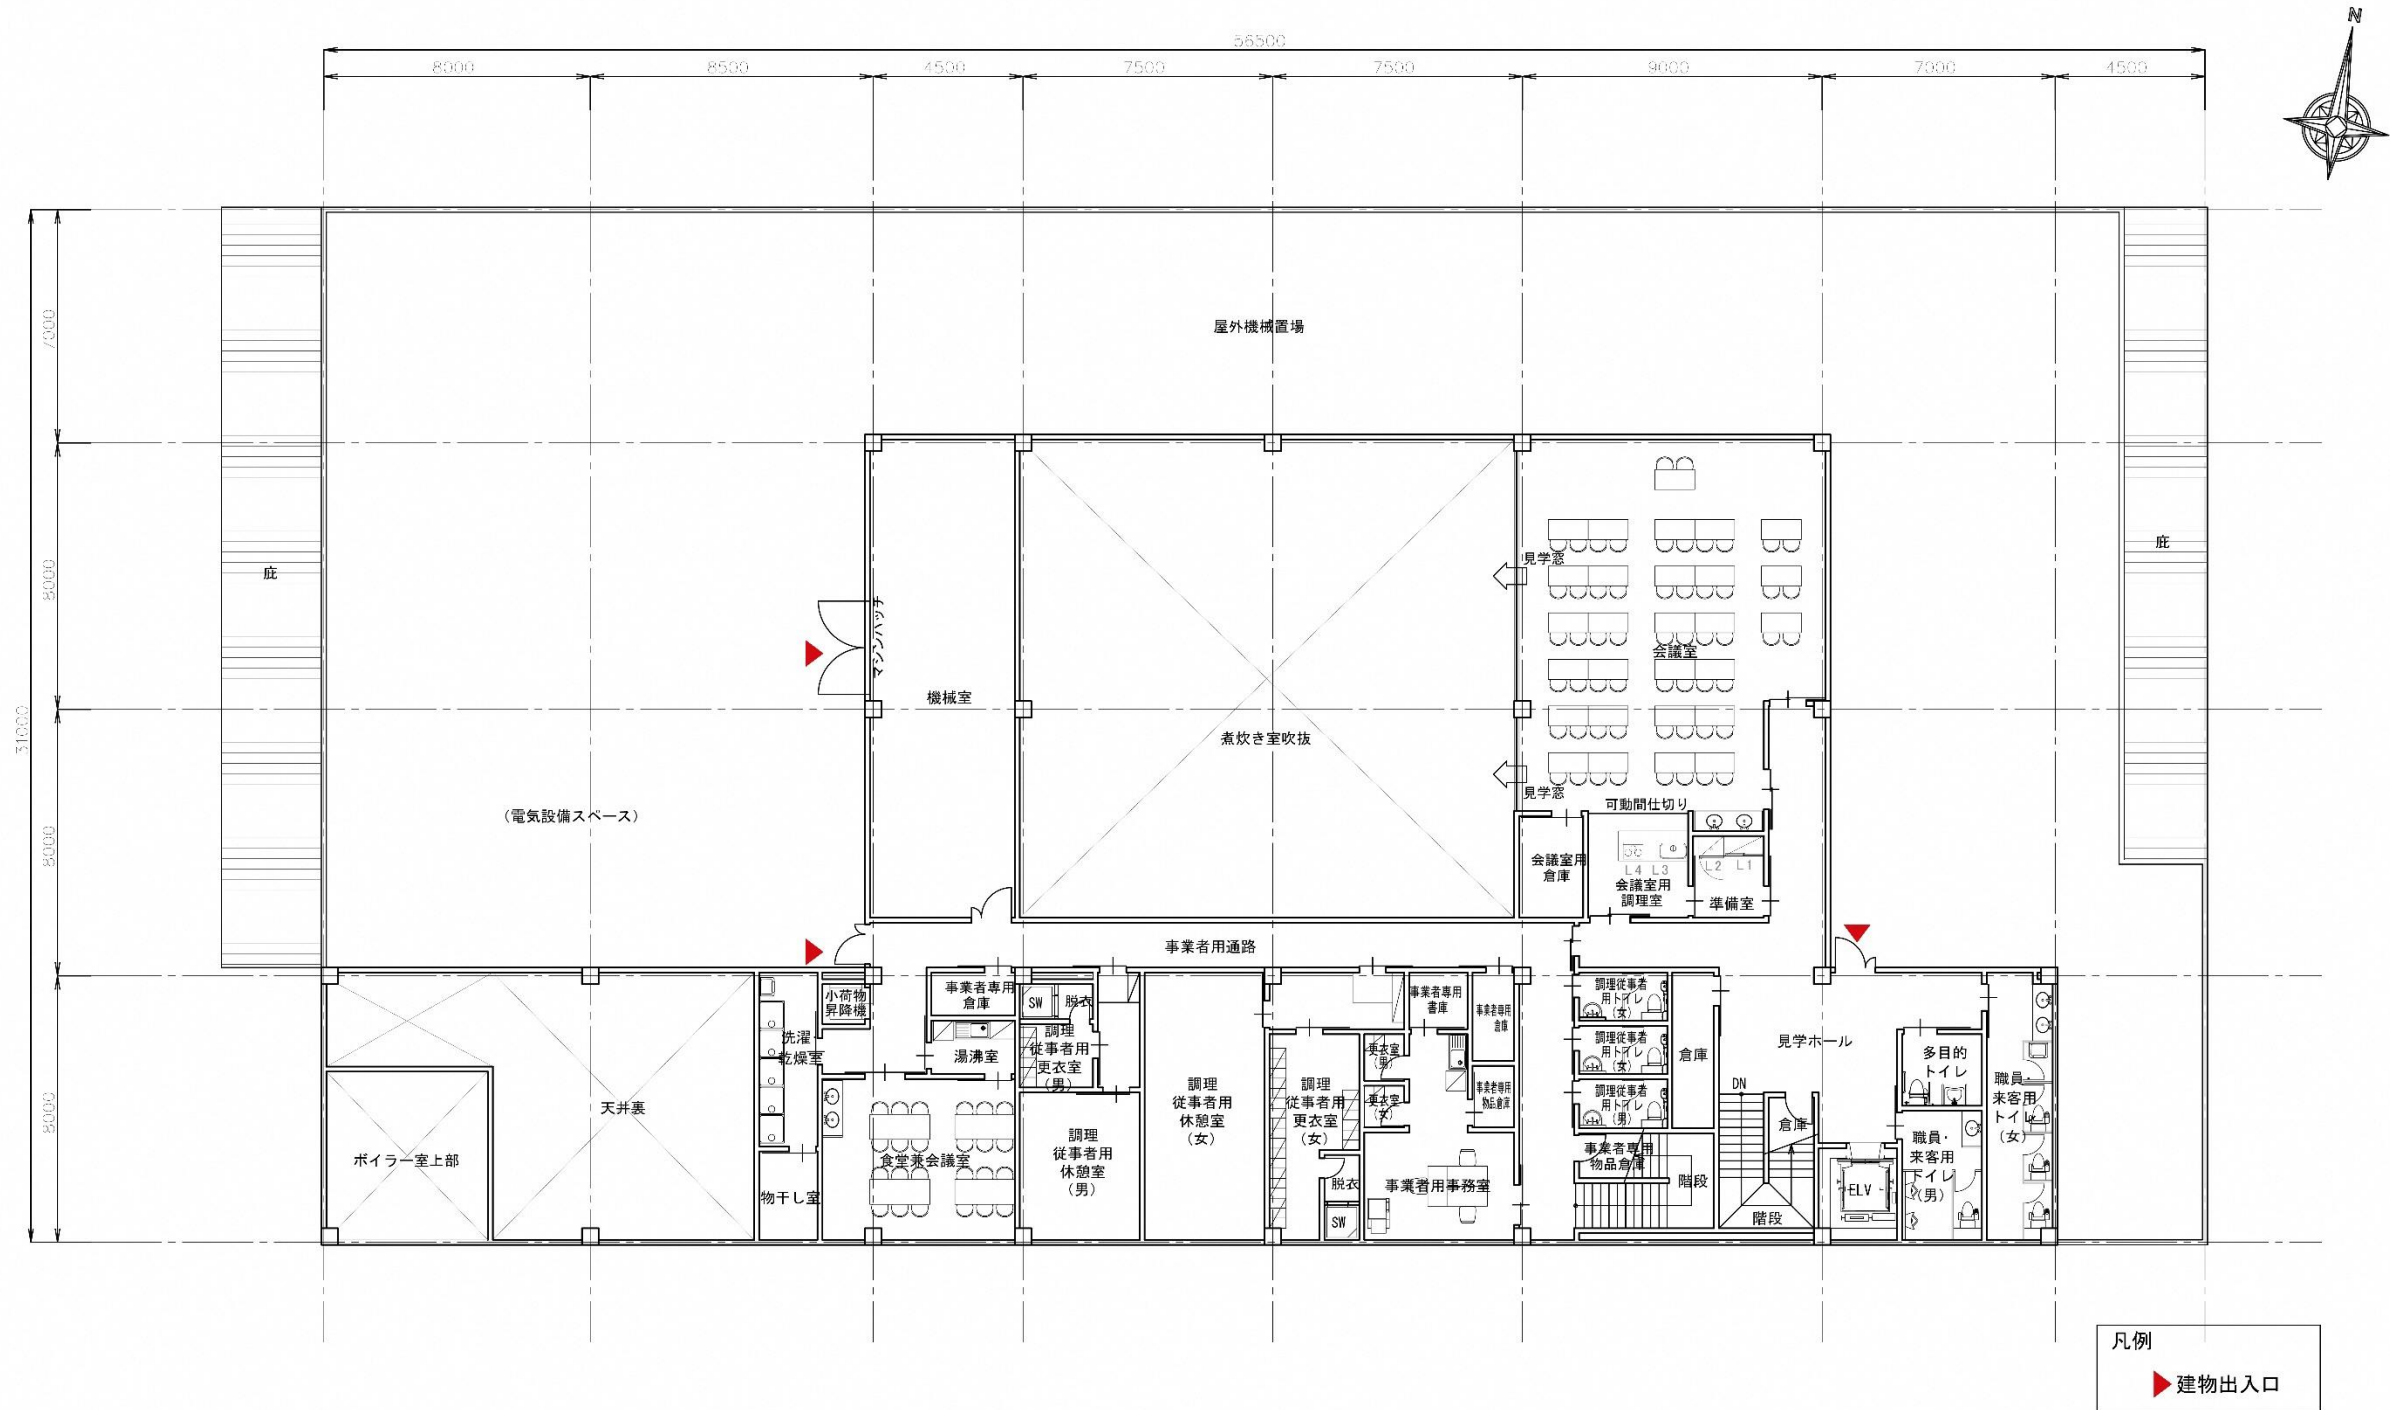 N
56500
8000
8500
4500
7500
7500
9000
7000
4500
31000
7000
8000
8000
8000
屋外機械置場
庇
庇
見学窓
マシンハッチ
会議室
機械室
煮炊き室吹抜
見学窓
可動間仕切り
(電気設備スペース)
会議室用
倉庫
L4 L3
会議室用
調理室
L2 L1
準備室
事業者用通路
小荷物
昇降機
事業者専用
倉庫
SW
脱衣
事業者専用
書庫
事業者専用
倉庫
調理従事者
用トイレ
(女)
洗濯・
乾燥室
湯沸室
調理
従事者用
更衣室
(男)
更衣室
(男)
調理従事者
用トイレ
(女)
倉庫
見学ホール
多目的
トイレ
天井裏
調理
従事者用
休憩室
(女)
調理
従事者用
更衣室
(女)
更衣室
(女)
事業者専用
物品倉庫
調理従事者
用トイレ
(男)
DN
倉庫
職員・
来客用
トイレ
(女)
ボイラー室上部
食堂兼会議室
調理
従事者用
休憩室
(男)
事業者専用
物品倉庫
職員・
来客用
トイレ
(男)
物干し室
脱衣
SW
事業者用事務室
階段
階段
ELV
凡例
建物出入口